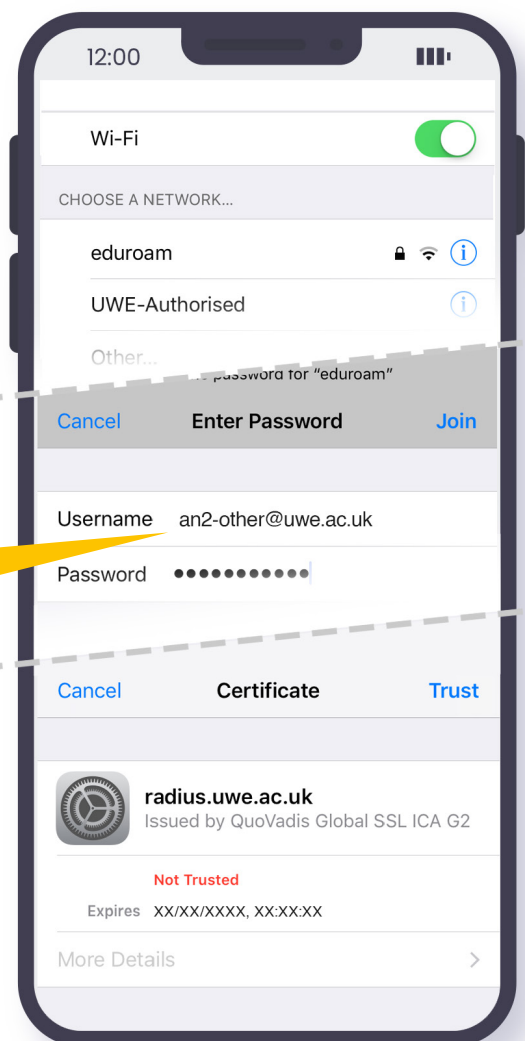 12:00
Wi-Fi
CHOOSE A NETWORK...
eduroam
UWE-Authorised
Other...
password for “eduroam”
Cancel Enter Password Join
Username an2-other@uwe.ac.uk
Password ●●●●●●●●●●●
Cancel Certificate Trust
radius.uwe.ac.uk
Issued by QuoVadis Global SSL ICA G2
Not Trusted
Expires XX/XX/XXXX, XX:XX:XX
More Details